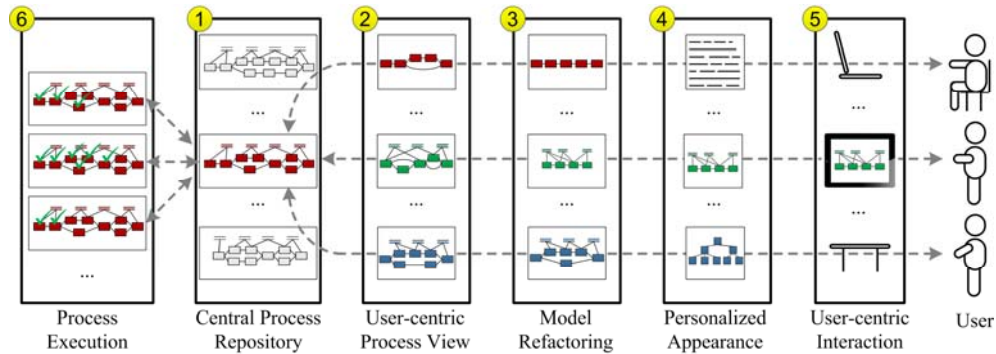 6
1
2
3
4
5
...
...
...
...
...
...
...
...
...
...
...
Process
Execution
Central Process
Repository
User-centric
Process View
Model
Refactoring
Personalized
Appearance
User-centric
Interaction
User